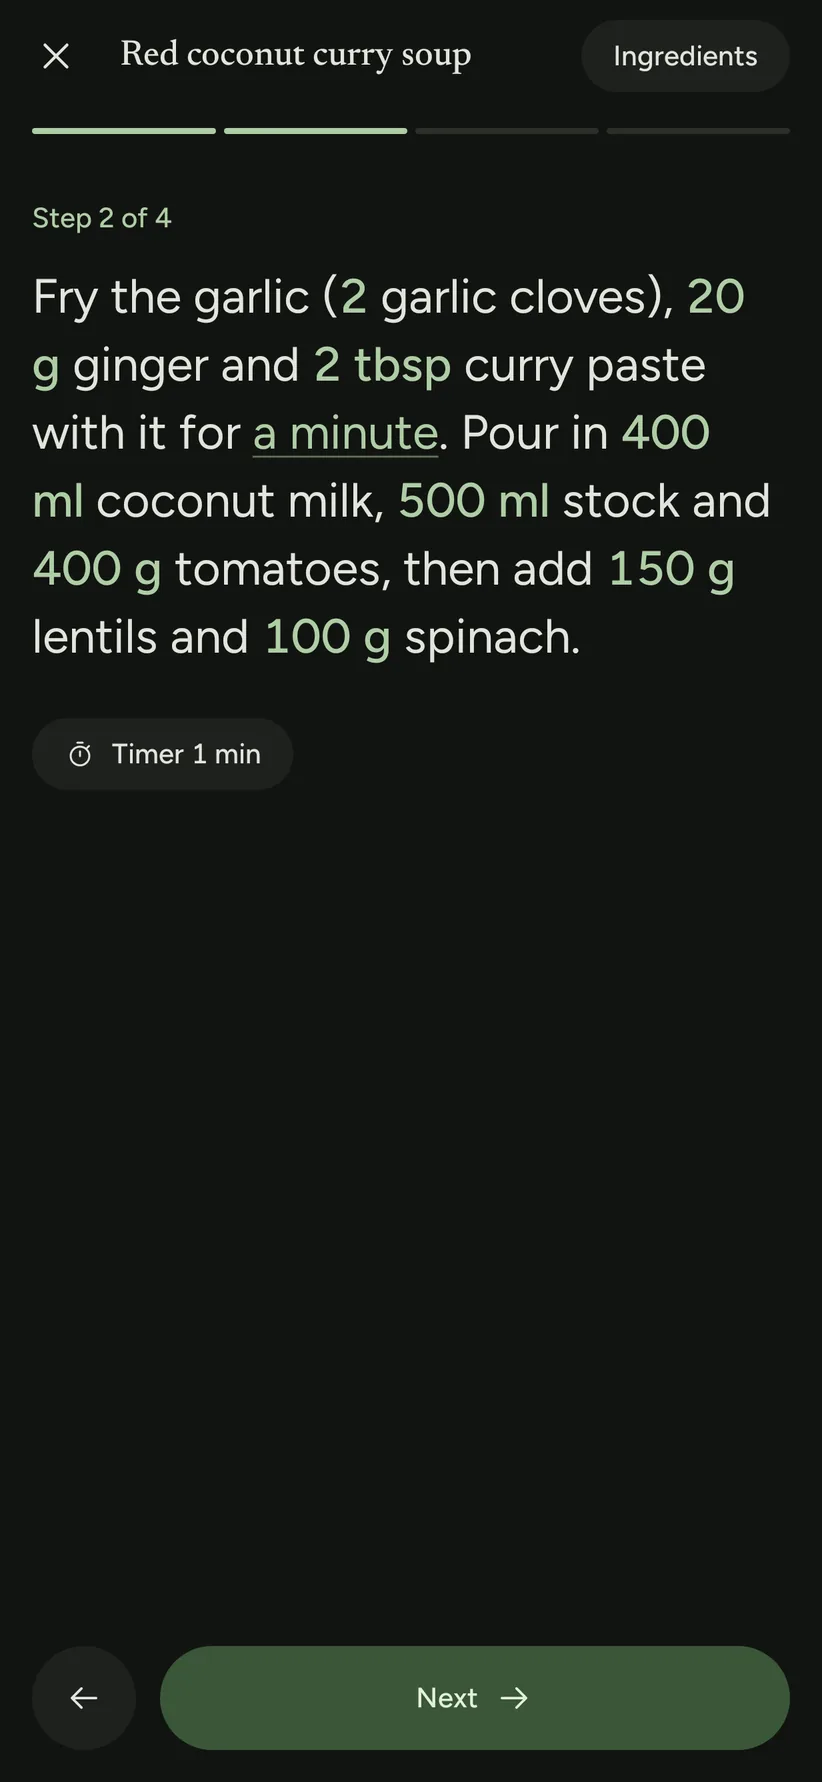 Red coconut curry soup
Ingredients
Step 2 of 4
Fry the garlic (2 garlic cloves), 20
g ginger and 2 tbsp curry paste
with it for a minute. Pour in 400
ml coconut milk, 500 ml stock and
400 g tomatoes, then add 150 g
lentils and 100 g spinach.
Timer 1 min
Next